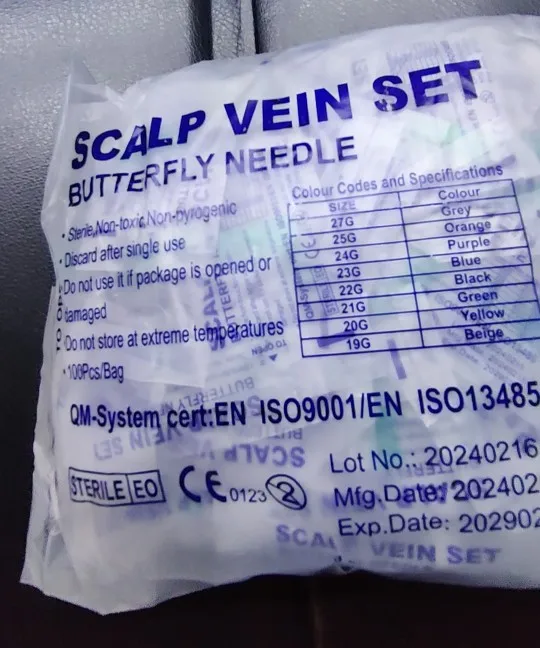 SCALP VEIN SET
BUTTERFLY NEEDLE
• Sterile,Non-toxic,Non-pyrogenic
• Discard after single use
Do not use it if package is opened or
damaged
Do not store at extreme temperatures
• 100Pcs/Bag
Colour Codes and Specifications
SIZE Colour
27G Grey
25G Orange
24G Purple
23G Blue
22G Black
21G Green
20G Yellow
19G Beige
QM-System cert:EN ISO9001/EN ISO13485
STERILE EO CE 0123 2
Lot No.: 20240216
Mfg.Date: 202402
Exp.Date: 202902
SCALP VEIN SET